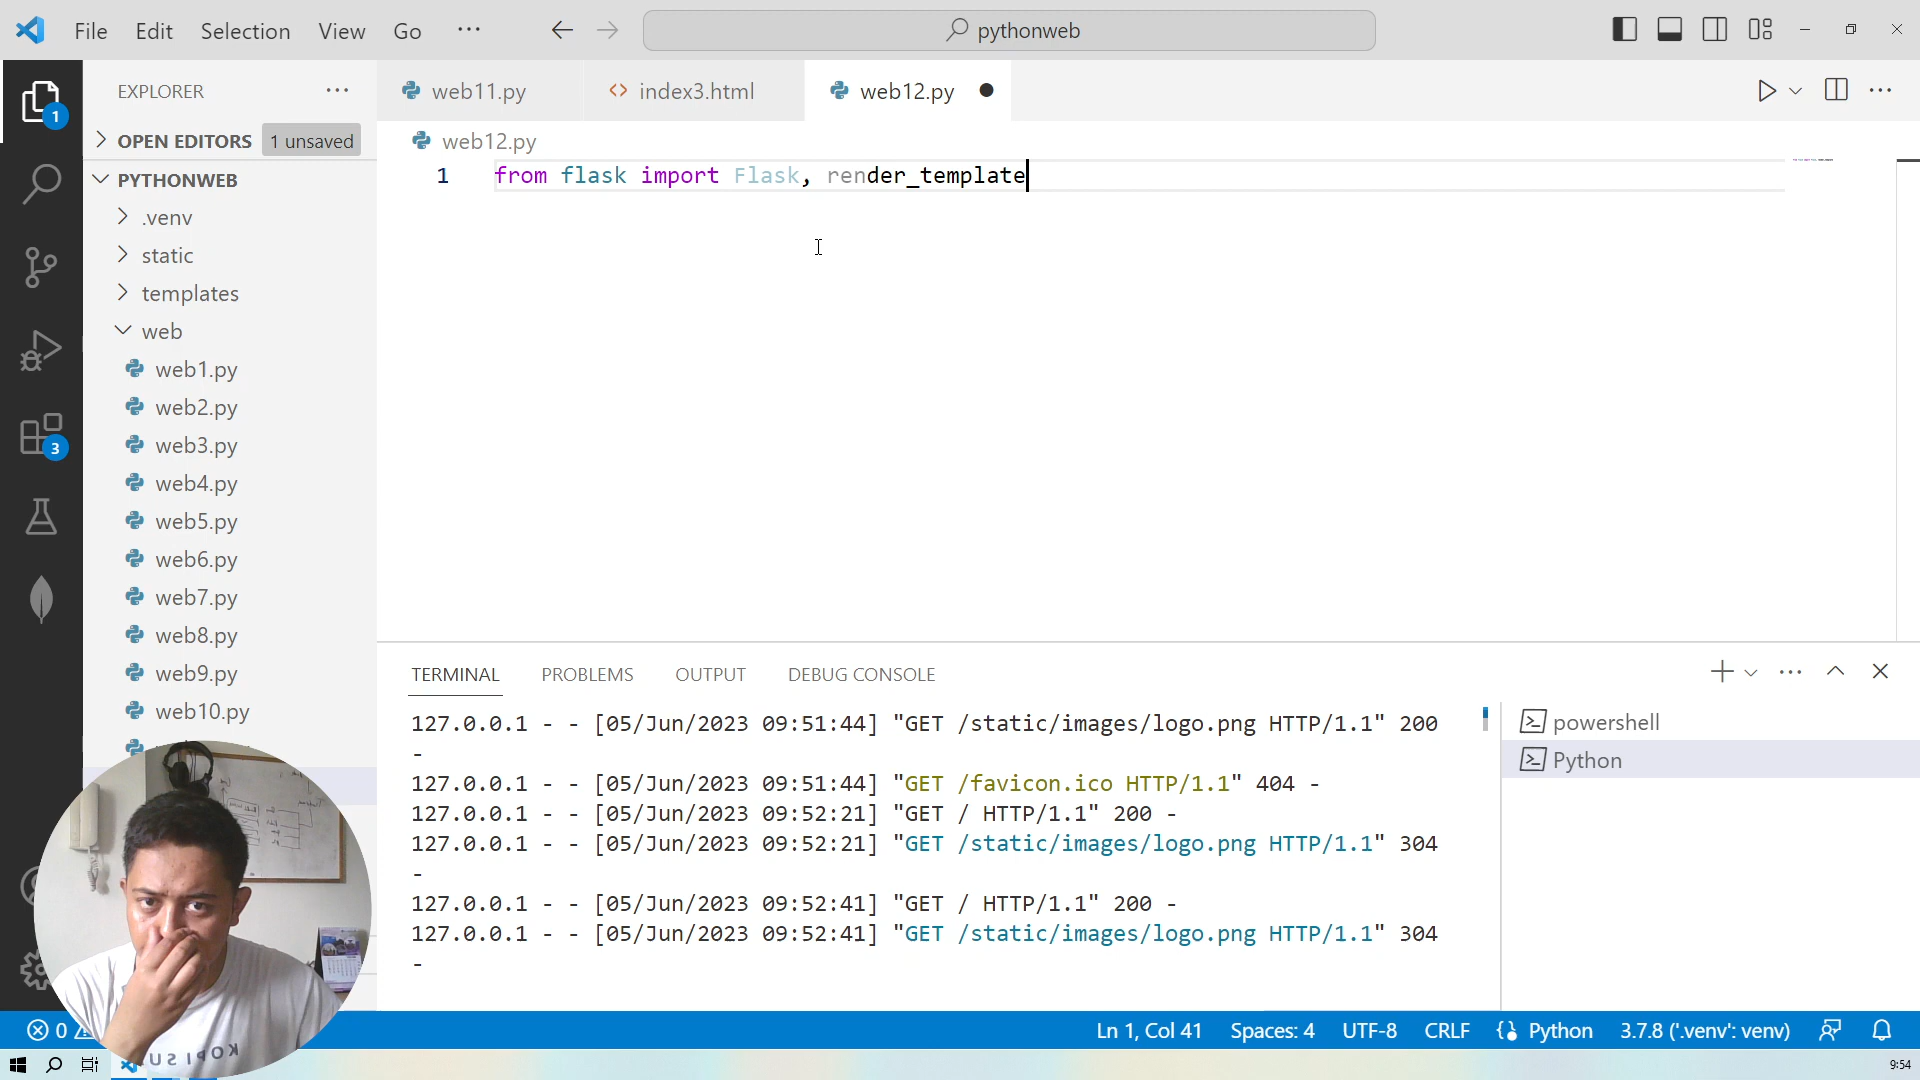 File Edit Selection View Go ··· pythonweb
EXPLORER ···
OPEN EDITORS 1 unsaved
PYTHONWEB
.venv
static
templates
web
web1.py
web2.py
web3.py
web4.py
web5.py
web6.py
web7.py
web8.py
web9.py
web10.py
1
3
web11.py index3.html web12.py
web12.py
1 from flask import Flask, render_template
TERMINAL PROBLEMS OUTPUT DEBUG CONSOLE
127.0.0.1 - - [05/Jun/2023 09:51:44] "GET /static/images/logo.png HTTP/1.1" 200
-
127.0.0.1 - - [05/Jun/2023 09:51:44] "GET /favicon.ico HTTP/1.1" 404 -
127.0.0.1 - - [05/Jun/2023 09:52:21] "GET / HTTP/1.1" 200 -
127.0.0.1 - - [05/Jun/2023 09:52:21] "GET /static/images/logo.png HTTP/1.1" 304
-
127.0.0.1 - - [05/Jun/2023 09:52:41] "GET / HTTP/1.1" 200 -
127.0.0.1 - - [05/Jun/2023 09:52:41] "GET /static/images/logo.png HTTP/1.1" 304
-
powershell
Python
0
Ln 1, Col 41 Spaces: 4 UTF-8 CRLF Python 3.7.8 ('.venv': venv)
9:54